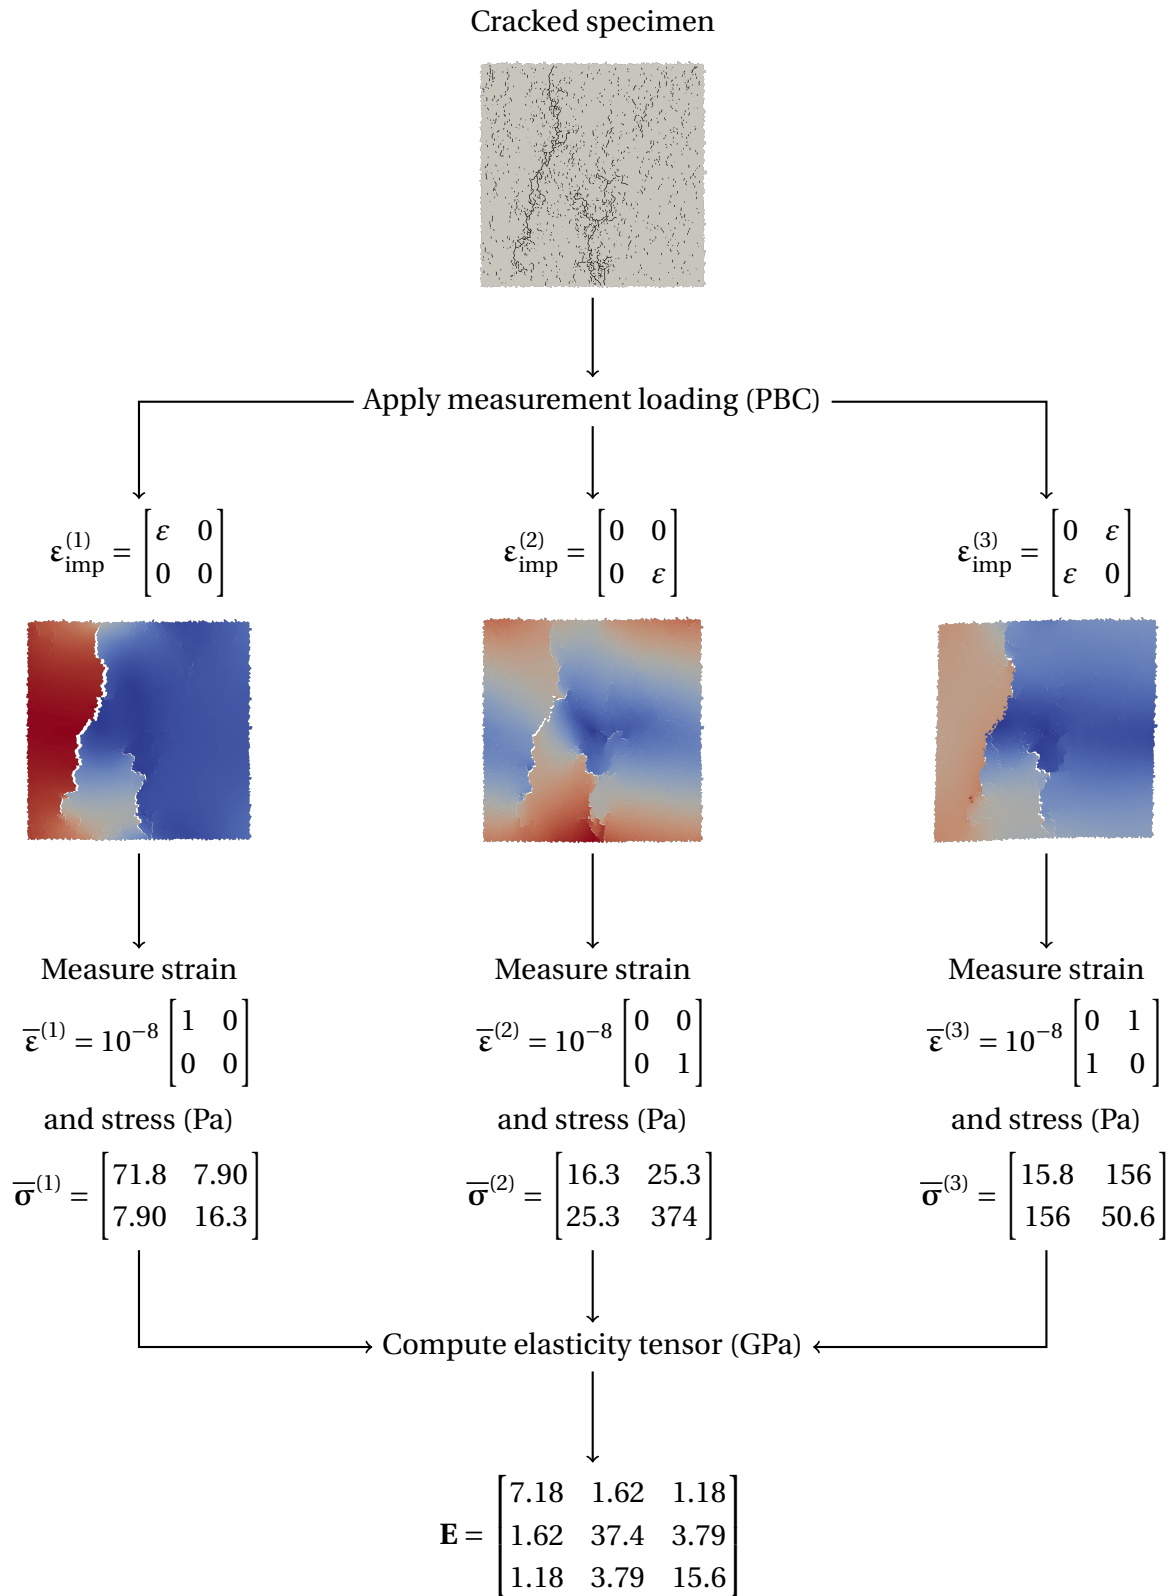 Cracked specimen
Apply measurement loading (PBC)
ε_imp^(1) = [ε 0; 0 0]
ε_imp^(2) = [0 0; 0 ε]
ε_imp^(3) = [0 ε; ε 0]
Measure strain
ε̅^(1) = 10^−8 [1 0; 0 0]
and stress (Pa)
σ̅^(1) = [71.8 7.90; 7.90 16.3]
Measure strain
ε̅^(2) = 10^−8 [0 0; 0 1]
and stress (Pa)
σ̅^(2) = [16.3 25.3; 25.3 374]
Measure strain
ε̅^(3) = 10^−8 [0 1; 1 0]
and stress (Pa)
σ̅^(3) = [15.8 156; 156 50.6]
Compute elasticity tensor (GPa)
E = [7.18 1.62 1.18; 1.62 37.4 3.79; 1.18 3.79 15.6]